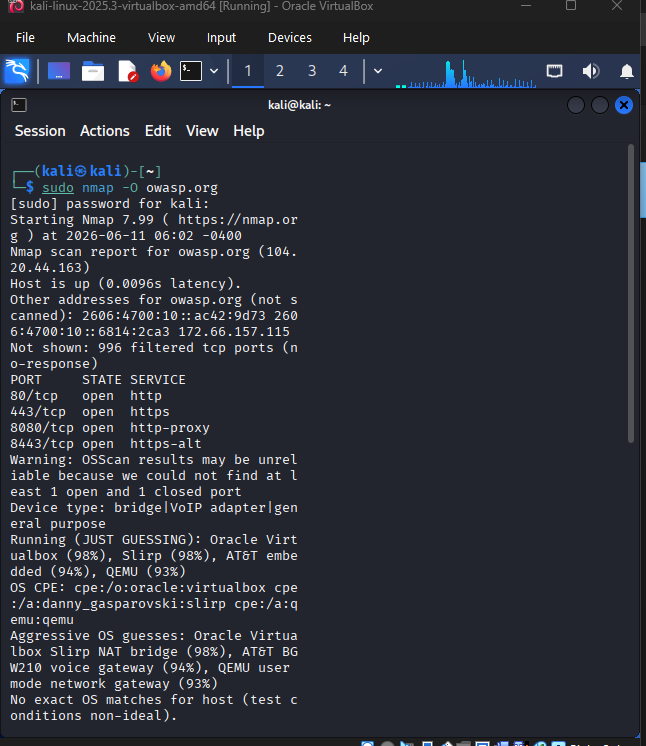 kali-linux-2025.3-virtualbox-amd64 [Running] - Oracle VirtualBox
File Machine View Input Devices Help
1 2 3 4
kali@kali: ~
Session Actions Edit View Help
┌──(kali㉿kali)-[~]
└─$ sudo nmap -O owasp.org
[sudo] password for kali:
Starting Nmap 7.99 ( https://nmap.or
g ) at 2026-06-11 06:02 -0400
Nmap scan report for owasp.org (104.
20.44.163)
Host is up (0.0096s latency).
Other addresses for owasp.org (not s
canned): 2606:4700:10::ac42:9d73 260
6:4700:10::6814:2ca3 172.66.157.115
Not shown: 996 filtered tcp ports (n
o-response)
PORT     STATE SERVICE
80/tcp   open  http
443/tcp  open  https
8080/tcp open  http-proxy
8443/tcp open  https-alt
Warning: OSScan results may be unrel
iable because we could not find at l
east 1 open and 1 closed port
Device type: bridge|VoIP adapter|gen
eral purpose
Running (JUST GUESSING): Oracle Virt
ualbox (98%), Slirp (98%), AT&T embe
dded (94%), QEMU (93%)
OS CPE: cpe:/o:oracle:virtualbox cpe
:/a:danny_gasparovski:slirp cpe:/a:q
emu:qemu
Aggressive OS guesses: Oracle Virtua
lbox Slirp NAT bridge (98%), AT&T BG
W210 voice gateway (94%), QEMU user
mode network gateway (93%)
No exact OS matches for host (test c
onditions non-ideal).